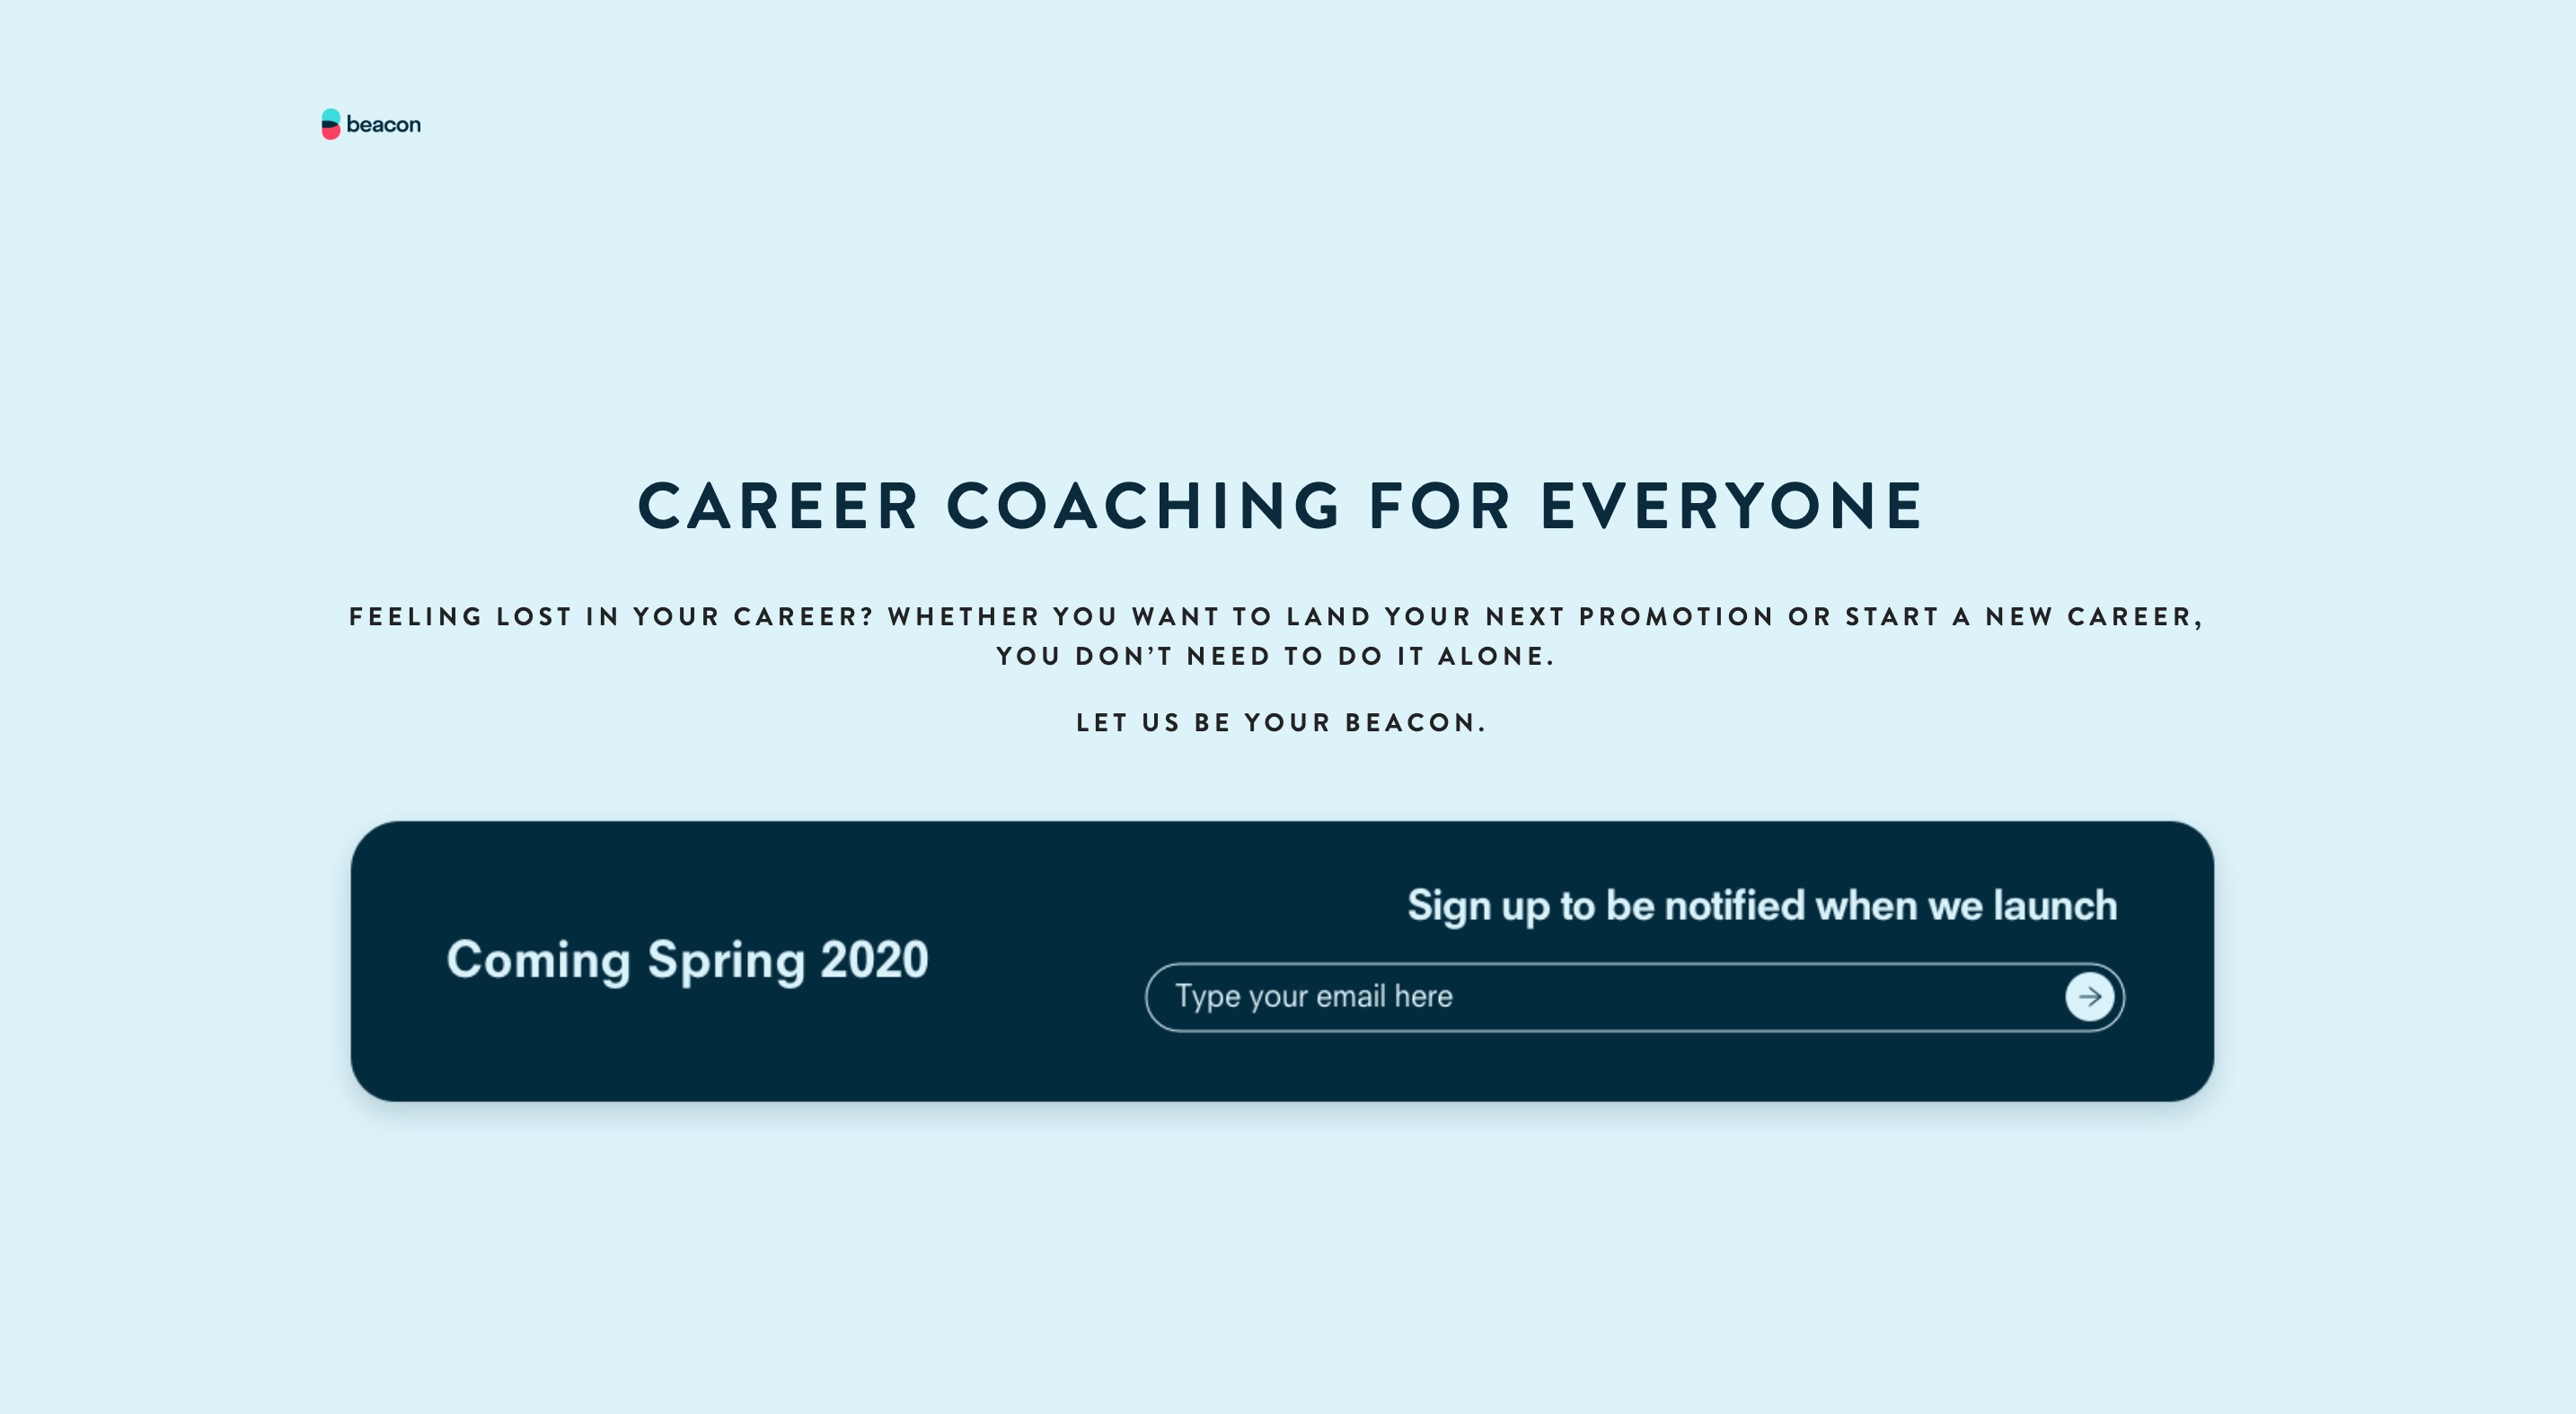 beacon
CAREER COACHING FOR EVERYONE
FEELING LOST IN YOUR CAREER? WHETHER YOU WANT TO LAND YOUR NEXT PROMOTION OR START A NEW CAREER,
YOU DON’T NEED TO DO IT ALONE.
LET US BE YOUR BEACON.
Coming Spring 2020
Sign up to be notified when we launch
Type your email here